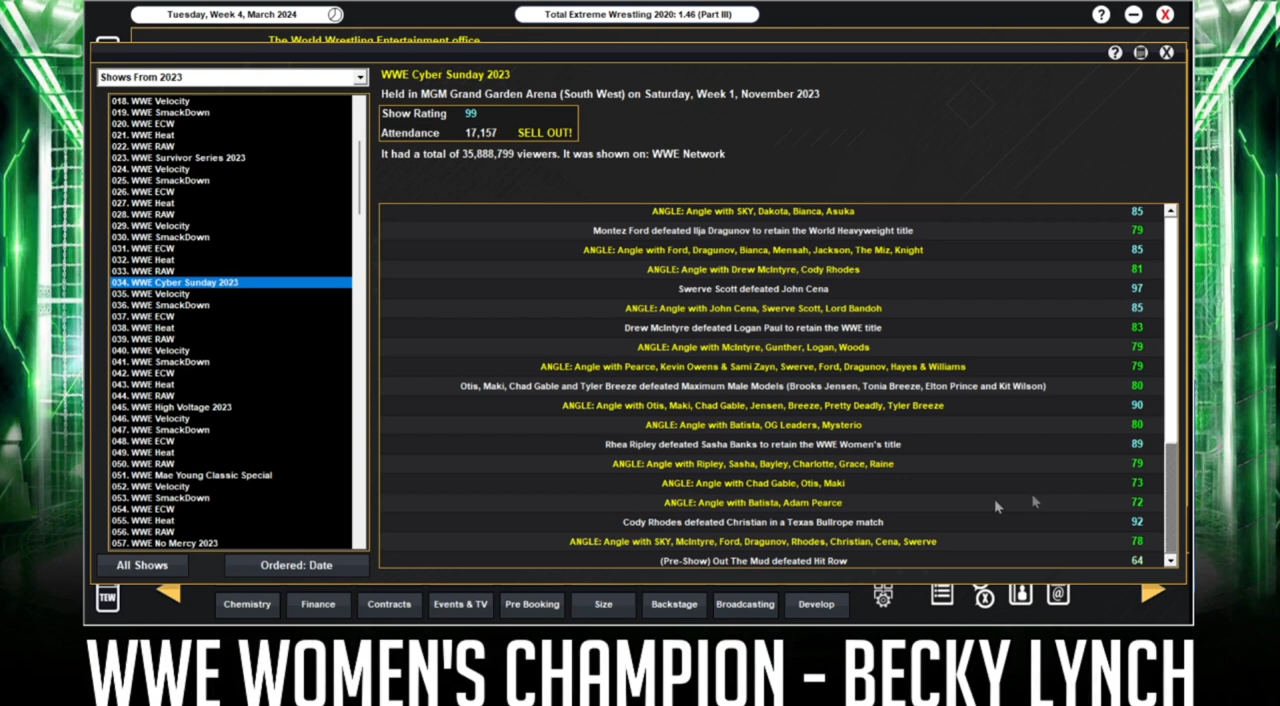 Tuesday, Week 4, March 2024
Total Extreme Wrestling 2020: 1.46 (Part III)
The World Wrestling Entertainment office
Shows From 2023
018. WWE Velocity
019. WWE SmackDown
020. WWE ECW
021. WWE Heat
022. WWE RAW
023. WWE Survivor Series 2023
024. WWE Velocity
025. WWE SmackDown
026. WWE ECW
027. WWE Heat
028. WWE RAW
029. WWE Velocity
030. WWE SmackDown
031. WWE ECW
032. WWE Heat
033. WWE RAW
034. WWE Cyber Sunday 2023
035. WWE Velocity
036. WWE SmackDown
037. WWE ECW
038. WWE Heat
039. WWE RAW
040. WWE Velocity
041. WWE SmackDown
042. WWE ECW
043. WWE Heat
044. WWE RAW
045. WWE High Voltage 2023
046. WWE Velocity
047. WWE SmackDown
048. WWE ECW
049. WWE Heat
050. WWE RAW
051. WWE Mae Young Classic Special
052. WWE Velocity
053. WWE SmackDown
054. WWE ECW
055. WWE Heat
056. WWE RAW
057. WWE No Mercy 2023
All Shows
Ordered: Date
WWE Cyber Sunday 2023
Held in MGM Grand Garden Arena (South West) on Saturday, Week 1, November 2023
Show Rating 99
Attendance 17,157 SELL OUT!
It had a total of 35,888,799 viewers. It was shown on: WWE Network
ANGLE: Angle with SKY, Dakota, Bianca, Asuka 85
Montez Ford defeated Ilja Dragunov to retain the World Heavyweight title 79
ANGLE: Angle with Ford, Dragunov, Bianca, Mensah, Jackson, The Miz, Knight 85
ANGLE: Angle with Drew McIntyre, Cody Rhodes 81
Swerve Scott defeated John Cena 97
ANGLE: Angle with John Cena, Swerve Scott, Lord Bandoh 85
Drew McIntyre defeated Logan Paul to retain the WWE title 83
ANGLE: Angle with McIntyre, Gunther, Logan, Woods 79
ANGLE: Angle with Pearce, Kevin Owens & Sami Zayn, Swerve, Ford, Dragunov, Hayes & Williams 79
Otis, Maki, Chad Gable and Tyler Breeze defeated Maximum Male Models (Brooks Jensen, Tonia Breeze, Elton Prince and Kit Wilson) 80
ANGLE: Angle with Otis, Maki, Chad Gable, Jensen, Breeze, Pretty Deadly, Tyler Breeze 90
ANGLE: Angle with Batista, OG Leaders, Mysterio 80
Rhea Ripley defeated Sasha Banks to retain the WWE Women's title 89
ANGLE: Angle with Ripley, Sasha, Bayley, Charlotte, Grace, Raine 79
ANGLE: Angle with Chad Gable, Otis, Maki 73
ANGLE: Angle with Batista, Adam Pearce 72
Cody Rhodes defeated Christian in a Texas Bullrope match 92
ANGLE: Angle with SKY, McIntyre, Ford, Dragunov, Rhodes, Christian, Cena, Swerve 78
(Pre-Show) Out The Mud defeated Hit Row 64
TEW
Chemistry
Finance
Contracts
Events & TV
Pre Booking
Size
Backstage
Broadcasting
Develop
WWE WOMEN'S CHAMPION - BECKY LYNCH